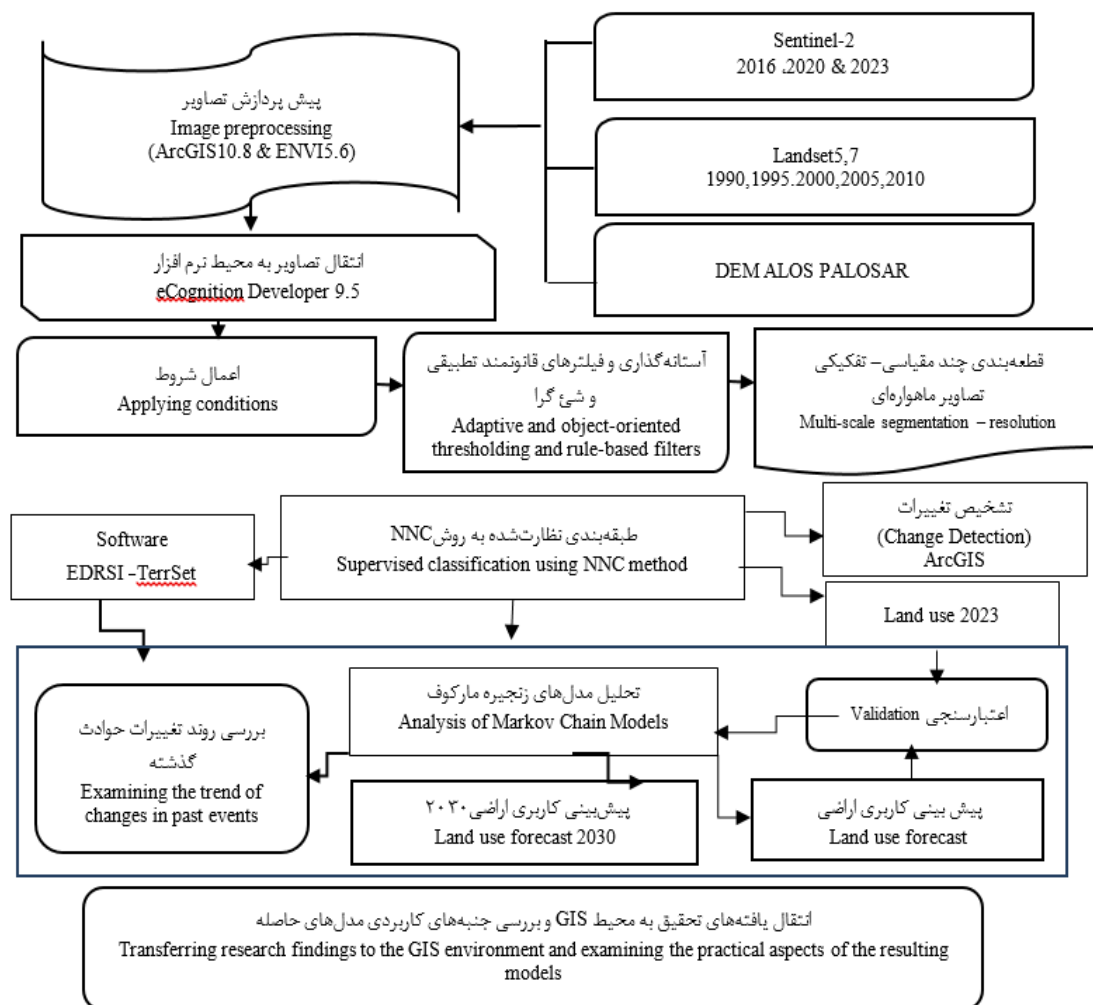 Sentinel-2
2016 ،2020 & 2023
پیش پردازش تصاویر
Image preprocessing
(ArcGIS10.8 & ENVI5.6)
Landset5,7
1990,1995.2000,2005,2010
DEM ALOS PALOSAR
انتقال تصاویر به محیط نرم افزار
eCognition Developer 9.5
اعمال شروط
Applying conditions
آستانه‌گذاری و فیلترهای قانونمند تطبیقی
و شئ گرا
Adaptive and object-oriented
thresholding and rule-based filters
قطعه‌بندی چند مقیاسی– تفکیکی
تصاویر ماهواره‌ای
Multi-scale segmentation – resolution
Software
EDRSI –TerrSet
طبقه‌بندی نظارت‌شده به روش NNC
Supervised classification using NNC method
تشخیص تغییرات
(Change Detection)
ArcGIS
Land use 2023
بررسی روند تغییرات حوادث
گذشته
Examining the trend of
changes in past events
تحلیل مدل‌های زنجیره مارکوف
Analysis of Markov Chain Models
اعتبارسنجی Validation
پیش‌بینی کاربری اراضی ۲۰۳۰
Land use forecast 2030
پیش بینی کاربری اراضی
Land use forecast
انتقال یافته‌های تحقیق به محیط GIS و بررسی جنبه‌های کاربردی مدل‌های حاصله
Transferring research findings to the GIS environment and examining the practical aspects of the resulting
models